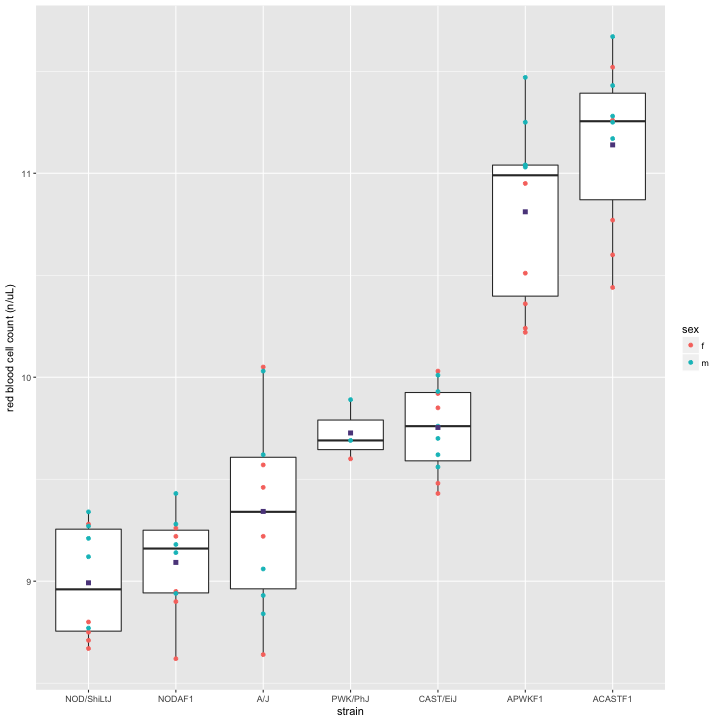 red blood cell count (n/uL)
11
10
9
NOD/ShiLtJ NODAF1 A/J PWK/PhJ CAST/EiJ APWKF1 ACASTF1
strain
sex
f
m